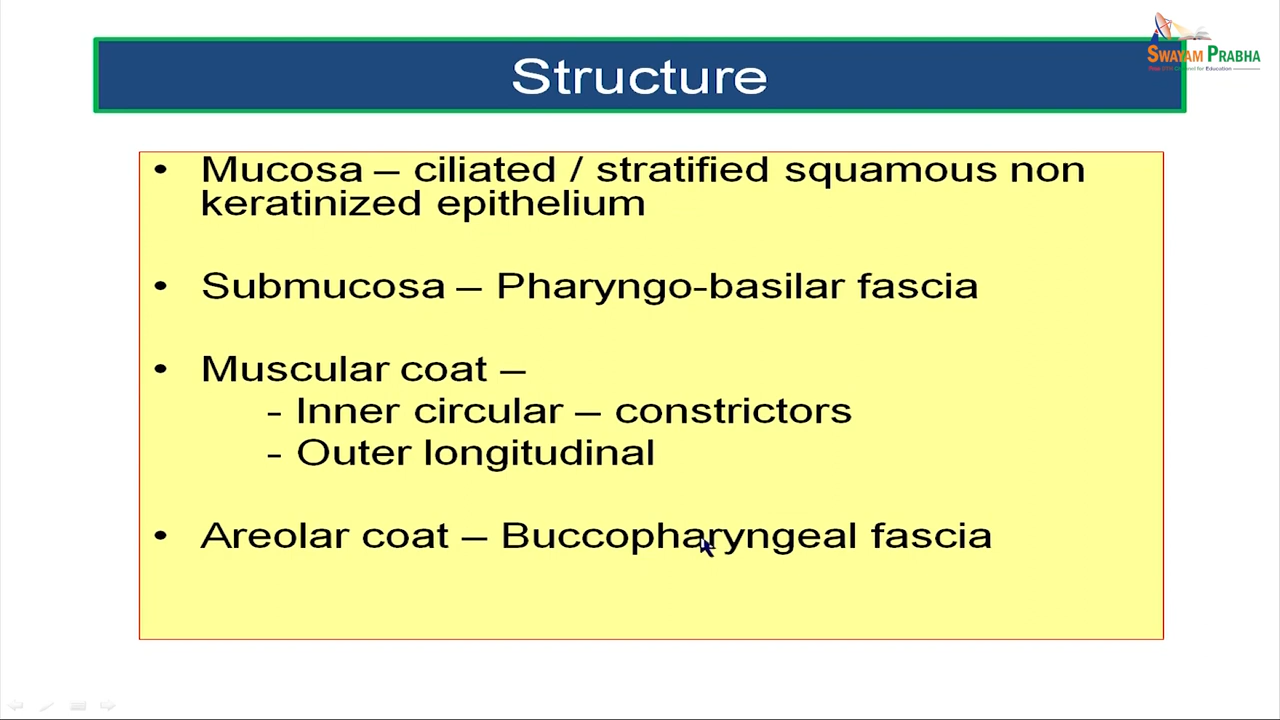 Structure
SWAYAM PRABHA
• Mucosa – ciliated / stratified squamous non
keratinized epithelium
• Submucosa – Pharyngo-basilar fascia
• Muscular coat –
- Inner circular – constrictors
- Outer longitudinal
• Areolar coat – Buccopharyngeal fascia